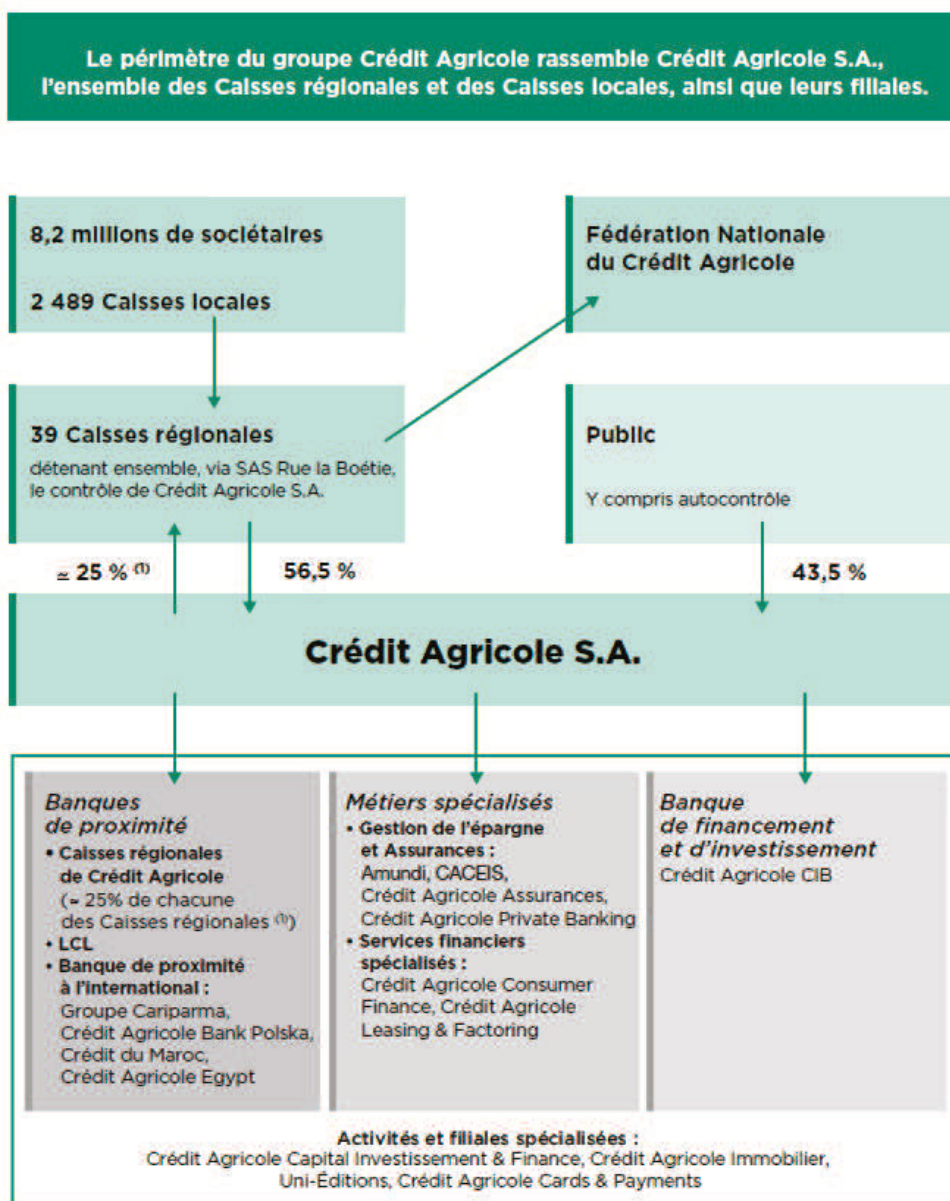 Le périmètre du groupe Crédit Agricole rassemble Crédit Agricole S.A.,
l'ensemble des Caisses régionales et des Caisses locales, ainsi que leurs filiales.
8,2 millions de sociétaires
2 489 Caisses locales
Fédération Nationale
du Crédit Agricole
39 Caisses régionales
détenant ensemble, via SAS Rue la Boétie,
le contrôle de Crédit Agricole S.A.
Public
Y compris autocontrôle
≃ 25 % (1)
56,5 %
43,5 %
Crédit Agricole S.A.
Banques
de proximité
• Caisses régionales
de Crédit Agricole
(≃ 25% de chacune
des Caisses régionales (1))
• LCL
• Banque de proximité
à l'international :
Groupe Cariparma,
Crédit Agricole Bank Polska,
Crédit du Maroc,
Crédit Agricole Egypt
Métiers spécialisés
• Gestion de l'épargne
et Assurances :
Amundi, CACEIS,
Crédit Agricole Assurances,
Crédit Agricole Private Banking
• Services financiers
spécialisés :
Crédit Agricole Consumer
Finance, Crédit Agricole
Leasing & Factoring
Banque
de financement
et d'investissement
Crédit Agricole CIB
Activités et filiales spécialisées :
Crédit Agricole Capital Investissement & Finance, Crédit Agricole Immobilier,
Uni-Éditions, Crédit Agricole Cards & Payments